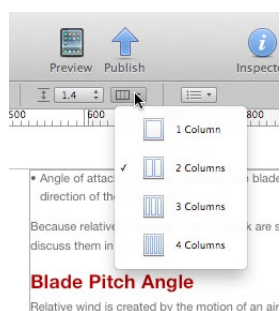 Preview Publish Inspect
1.4
500 600 800
1 Column
2 Columns
3 Columns
4 Columns
• Angle of attac blade
direction of th
Because relative k are s
discuss them in
Blade Pitch Angle
Relative wind is created by the motion of an air